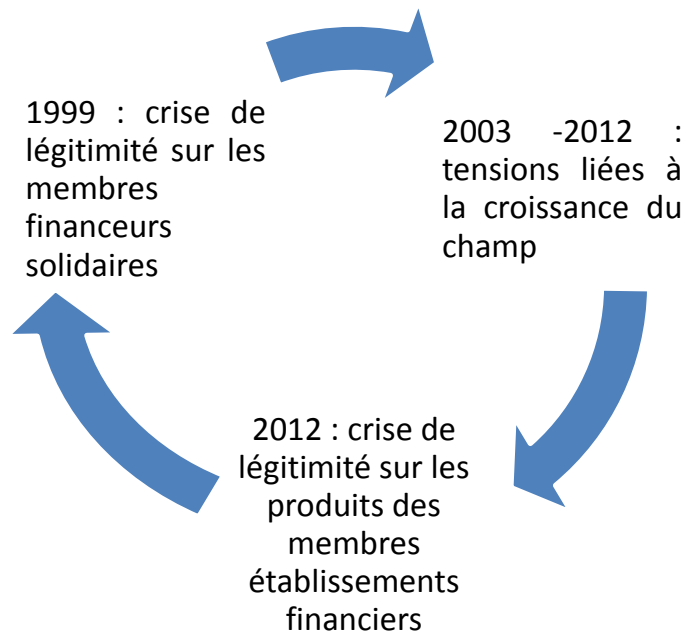 1999 : crise de
légitimité sur les
membres
financeurs
solidaires
2003 -2012 :
tensions liées à
la croissance du
champ
2012 : crise de
légitimité sur les
produits des
membres
établissements
financiers